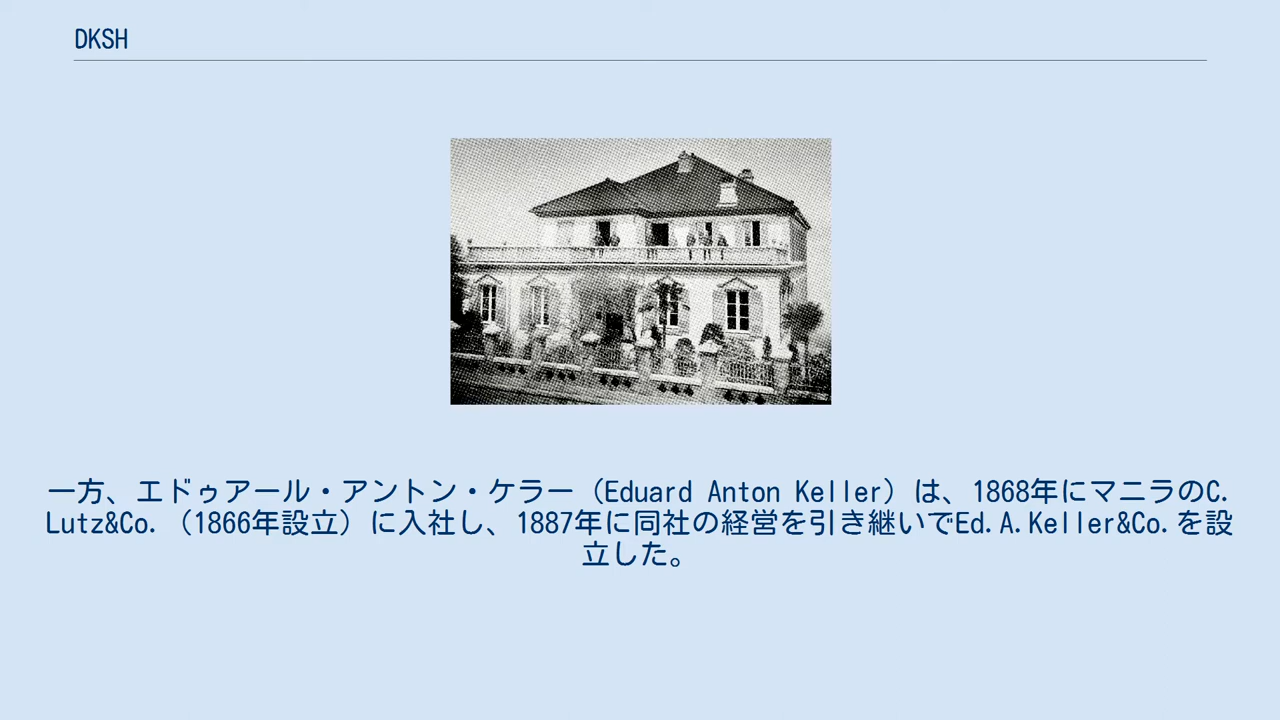 DKSH
一方、エドゥアール・アントン・ケラー（Eduard Anton Keller）は、1868年にマニラのC.
Lutz&Co.（1866年設立）に入社し、1887年に同社の経営を引き継いでEd.A.Keller&Co.を設
立した。